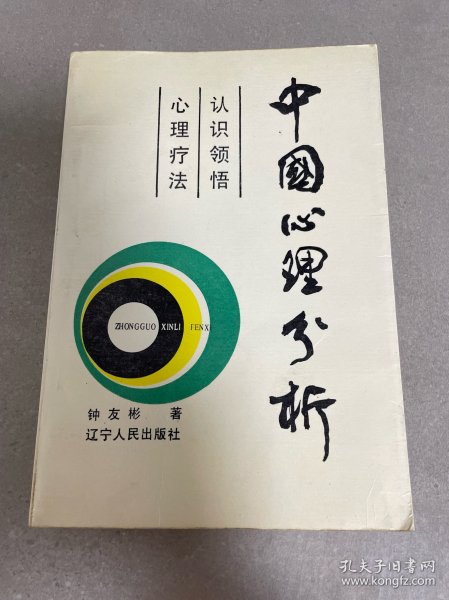 中國心理分析
认识领悟
心理疗法
ZHONGGUO XINLI FENXI
钟友彬 著
辽宁人民出版社
孔夫子旧书网
www.kongfz.com